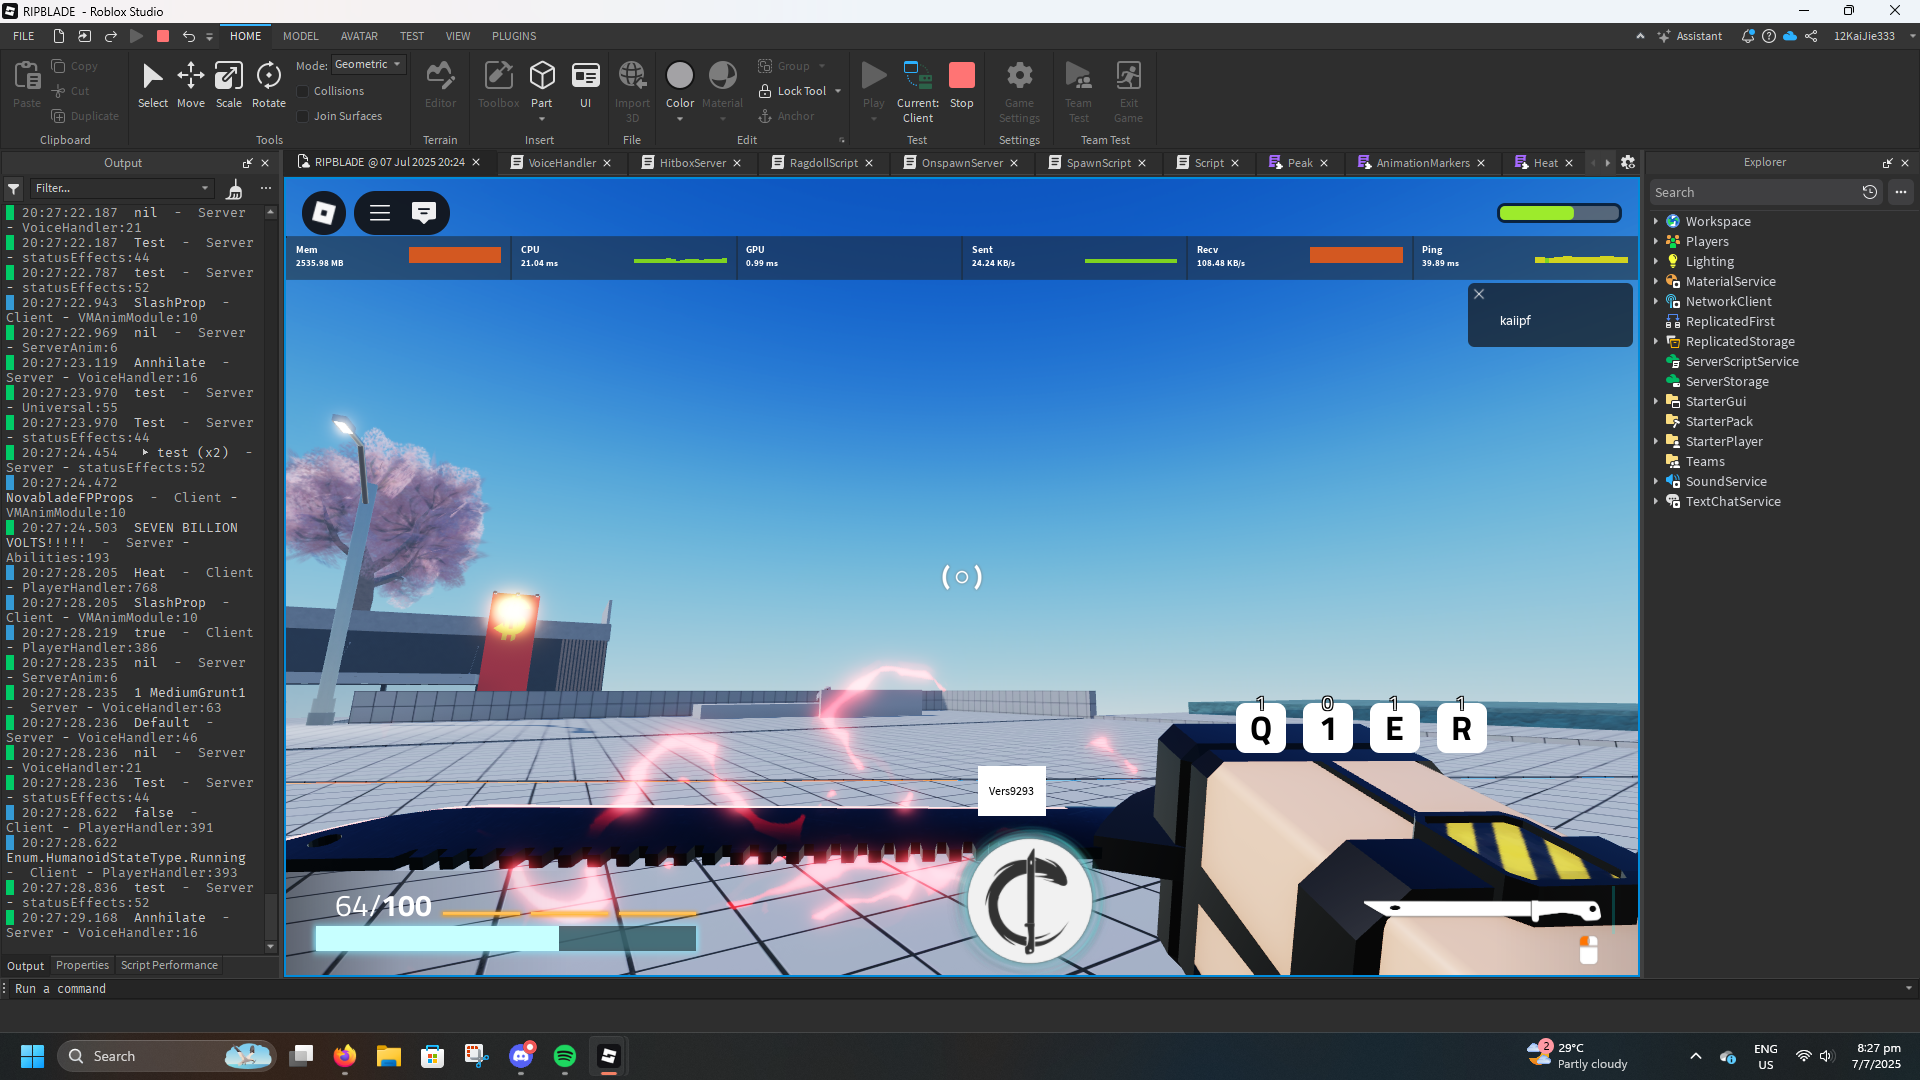 RIPBLADE - Roblox Studio
FILE HOME MODEL AVATAR TEST VIEW PLUGINS Assistant 12KaiJie333
Paste Copy Cut Duplicate Clipboard
Select Move Scale Rotate Mode: Geometric Collisions Join Surfaces Tools
Editor Terrain
Toolbox Part UI Insert
Import 3D File
Color Material Group Lock Tool Anchor Edit
Play Current: Client Stop Test
Game Settings Settings
Team Test Exit Game Team Test
Output
RIPBLADE @ 07 Jul 2025 20:24 VoiceHandler HitboxServer RagdollScript OnspawnServer SpawnScript Script Peak AnimationMarkers Heat
Explorer
Filter...
20:27:22.187 nil - Server
- VoiceHandler:21
20:27:22.187 Test - Server
- statusEffects:44
20:27:22.787 test - Server
- statusEffects:52
20:27:22.943 SlashProp -
Client - VMAnimModule:10
20:27:22.969 nil - Server
- ServerAnim:6
20:27:23.119 Annhilate -
Server - VoiceHandler:16
20:27:23.970 test - Server
- Universal:55
20:27:23.970 Test - Server
- statusEffects:44
20:27:24.454 test (x2) -
Server - statusEffects:52
20:27:24.472
NovabladeFPProps - Client -
VMAnimModule:10
20:27:24.503 SEVEN BILLION
VOLTS!!!!! - Server -
Abilities:193
20:27:28.205 Heat - Client
- PlayerHandler:768
20:27:28.205 SlashProp -
Client - VMAnimModule:10
20:27:28.219 true - Client
- PlayerHandler:386
20:27:28.235 nil - Server
- ServerAnim:6
20:27:28.235 1 MediumGrunt1
- Server - VoiceHandler:63
20:27:28.236 Default -
Server - VoiceHandler:46
20:27:28.236 nil - Server
- VoiceHandler:21
20:27:28.236 Test - Server
- statusEffects:44
20:27:28.622 false -
Client - PlayerHandler:391
20:27:28.622
Enum.HumanoidStateType.Running
- Client - PlayerHandler:393
20:27:28.836 test - Server
- statusEffects:52
20:27:29.168 Annhilate -
Server - VoiceHandler:16
Output Properties Script Performance
Run a command
Mem CPU GPU Sent Recv Ping
2535.98 MB 21.04 ms 0.99 ms 24.24 KB/s 108.48 KB/s 39.89 ms
kaiipf
1 0 1 1
Q 1 E R
Vers9293
64/100
Search
Workspace
Players
Lighting
MaterialService
NetworkClient
ReplicatedFirst
ReplicatedStorage
ServerScriptService
ServerStorage
StarterGui
StarterPack
StarterPlayer
Teams
SoundService
TextChatService
Search
2
29°C
Partly cloudy
ENG
US
8:27 pm
7/7/2025